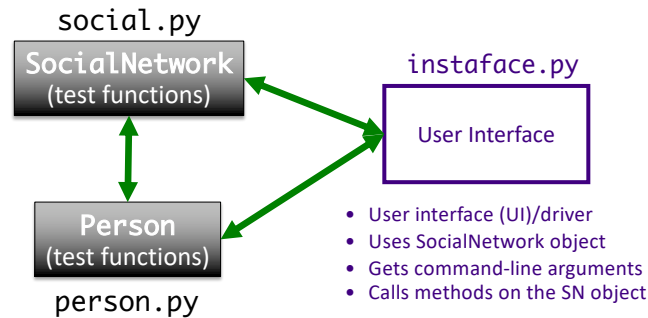 social.py
SocialNetwork
(test functions)
instaface.py
User Interface
Person
(test functions)
person.py
• User interface (UI)/driver
• Uses SocialNetwork object
• Gets command-line arguments
• Calls methods on the SN object